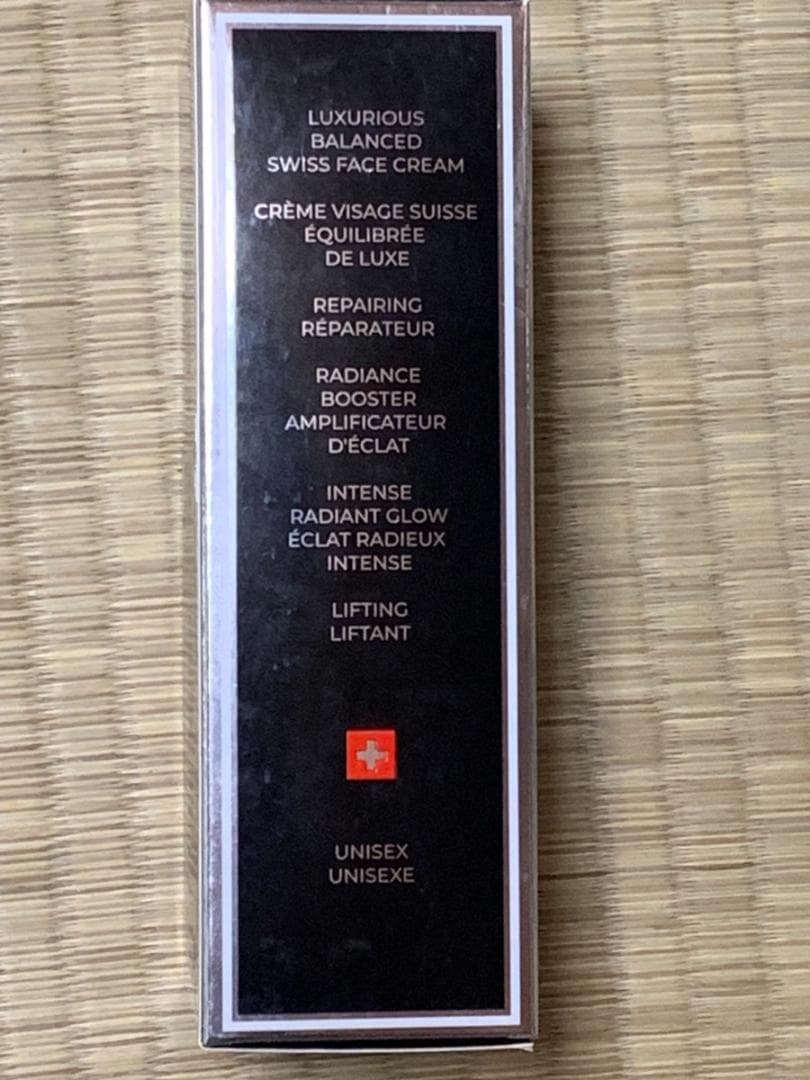 LUXURIOUS
BALANCED
SWISS FACE CREAM
CRÈME VISAGE SUISSE
ÉQUILIBRÉE
DE LUXE
REPAIRING
RÉPARATEUR
RADIANCE
BOOSTER
AMPLIFICATEUR
D'ÉCLAT
INTENSE
RADIANT GLOW
ÉCLAT RADIEUX
INTENSE
LIFTING
LIFTANT
UNISEX
UNISEXE